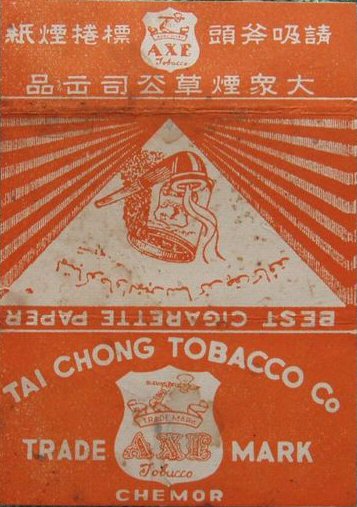 請吸斧頭標捲煙紙
AXE
Tobacco
大眾煙草公司出品
BEST CIGARETTE PAPER
TAI CHONG TOBACCO Co
TRADE MARK
TRADE MARK
AXE
Tobacco
CHEMOR